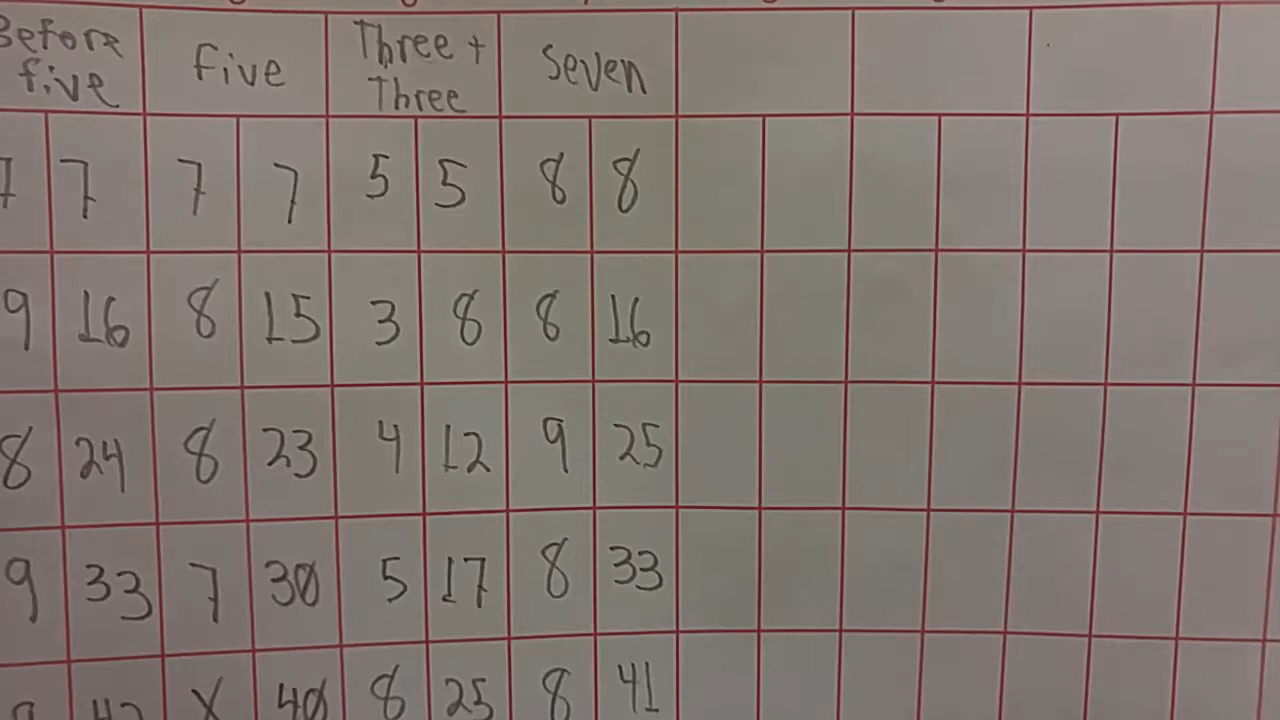 Before five Five Three + Three Seven
7 7 7 7 5 5 8 8
9 16 8 15 3 8 8 16
8 24 8 23 4 12 9 25
9 33 7 30 5 17 8 33
X 40 8 25 8 41